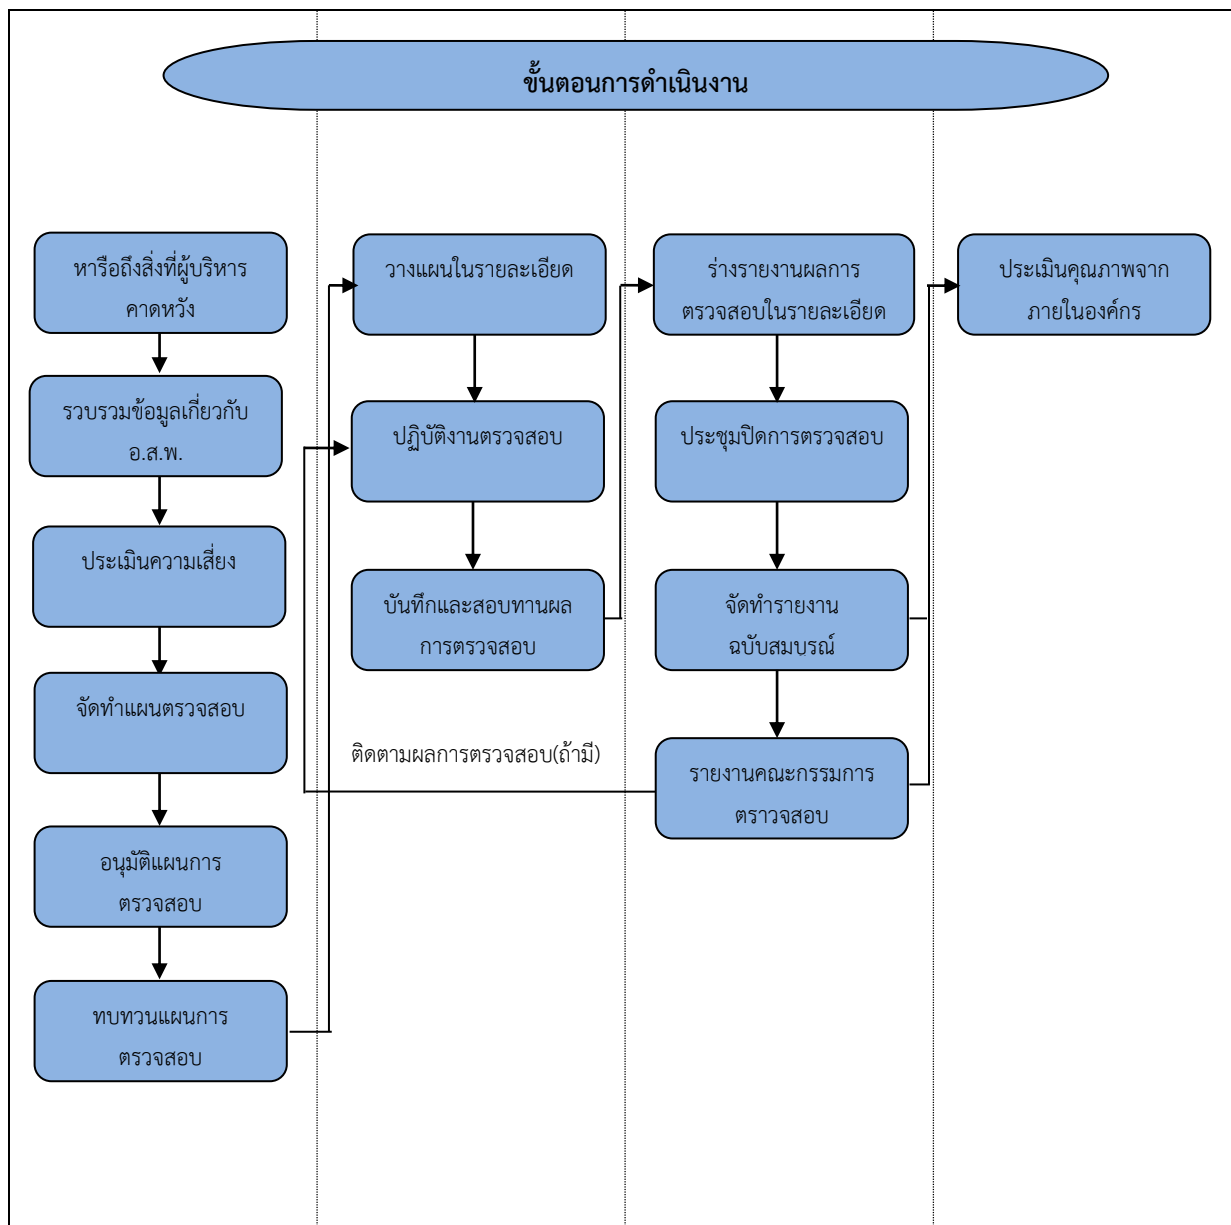 ขั้นตอนการดำเนินงาน
หารือถึงสิ่งที่ผู้บริหาร
คาดหวัง
รวบรวมข้อมูลเกี่ยวกับ
อ.ส.พ.
ประเมินความเสี่ยง
จัดทำแผนตรวจสอบ
อนุมัติแผนการ
ตรวจสอบ
ทบทวนแผนการ
ตรวจสอบ
วางแผนในรายละเอียด
ปฏิบัติงานตรวจสอบ
บันทึกและสอบทานผล
การตรวจสอบ
ติดตามผลการตรวจสอบ(ถ้ามี)
ร่างรายงานผลการ
ตรวจสอบในรายละเอียด
ประชุมปิดการตรวจสอบ
จัดทำรายงาน
ฉบับสมบูรณ์
รายงานคณะกรรมการ
ตราวจสอบ
ประเมินคุณภาพจาก
ภายในองค์กร